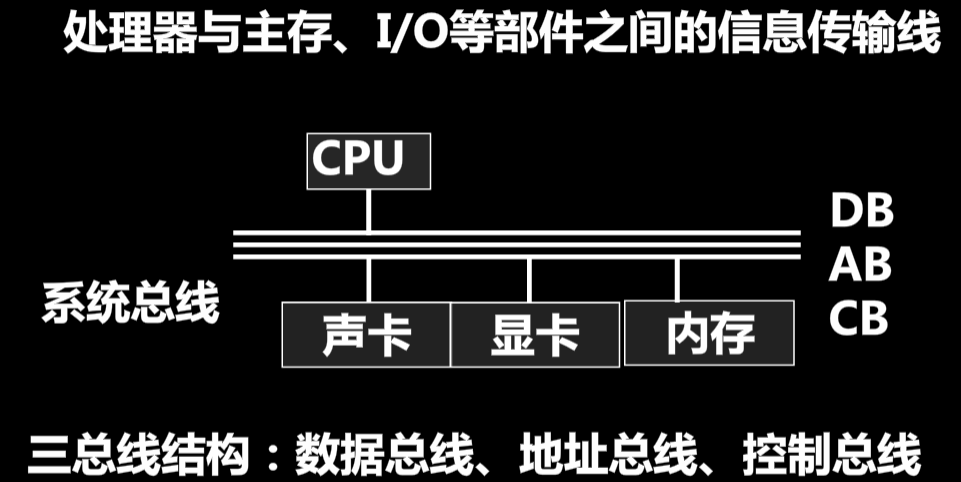 处理器与主存、I/O等部件之间的信息传输线
CPU
DB
AB
系统总线
CB
声卡
显卡
内存
三总线结构：数据总线、地址总线、控制总线